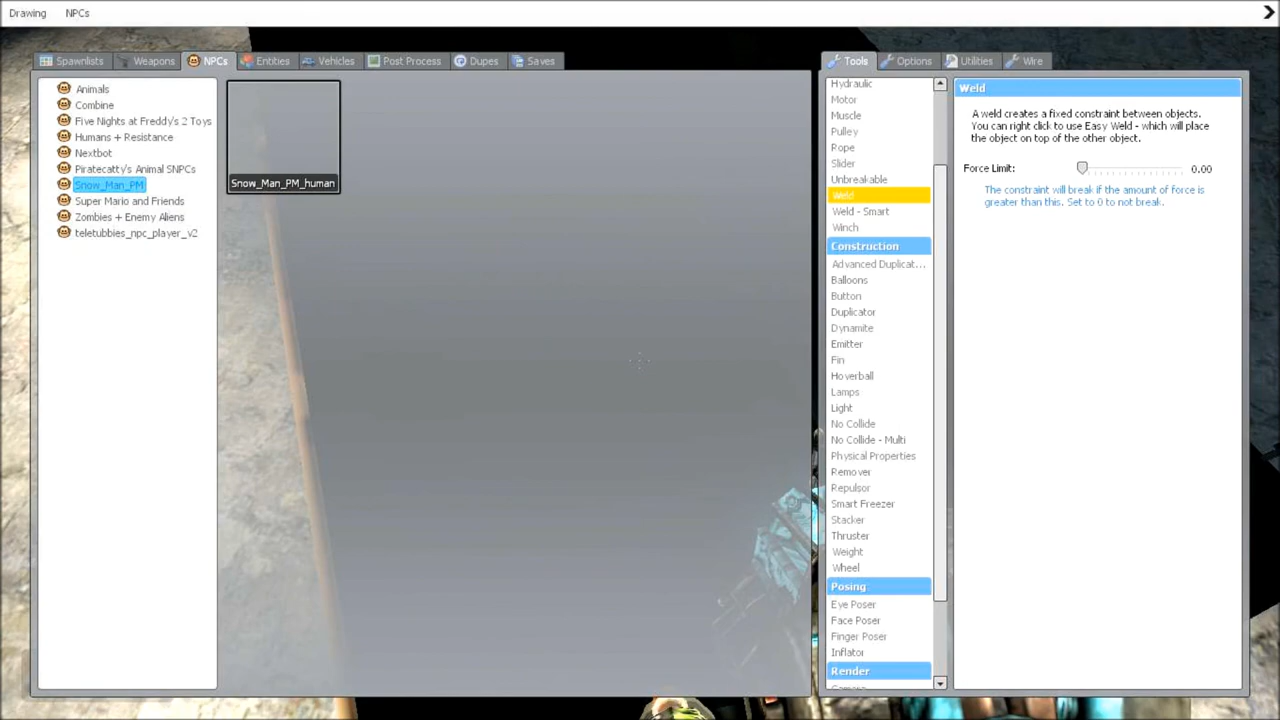 Drawing NPCs
Spawnlists Weapons NPCs Entities Vehicles Post Process Dupes Saves
Animals
Combine
Five Nights at Freddy's 2 Toys
Humans + Resistance
Nextbot
Piratecatty's Animal SNPCs
Snow_Man_PM
Super Mario and Friends
Zombies + Enemy Aliens
teletubbies_npc_player_v2
Snow_Man_PM_human
Tools Options Utilities Wire
Hydraulic
Motor
Muscle
Pulley
Rope
Slider
Unbreakable
Weld
Weld - Smart
Winch
Construction
Advanced Duplicat...
Balloons
Button
Duplicator
Dynamite
Emitter
Fin
Hoverball
Lamps
Light
No Collide
No Collide - Multi
Physical Properties
Remover
Repulsor
Smart Freezer
Stacker
Thruster
Weight
Wheel
Posing
Eye Poser
Face Poser
Finger Poser
Inflator
Render
Camera
Weld
A weld creates a fixed constraint between objects.
You can right click to use Easy Weld - which will place
the object on top of the other object.
Force Limit: 0.00
The constraint will break if the amount of force is
greater than this. Set to 0 to not break.